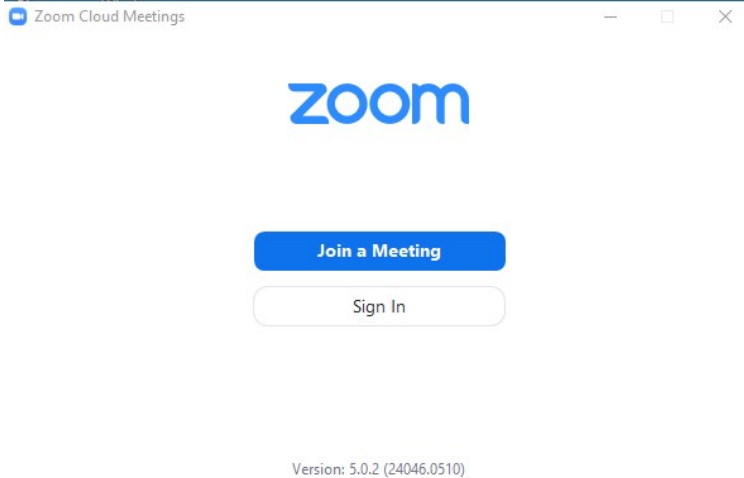 Zoom Cloud Meetings
zoom
Join a Meeting
Sign In
Version: 5.0.2 (24046.0510)